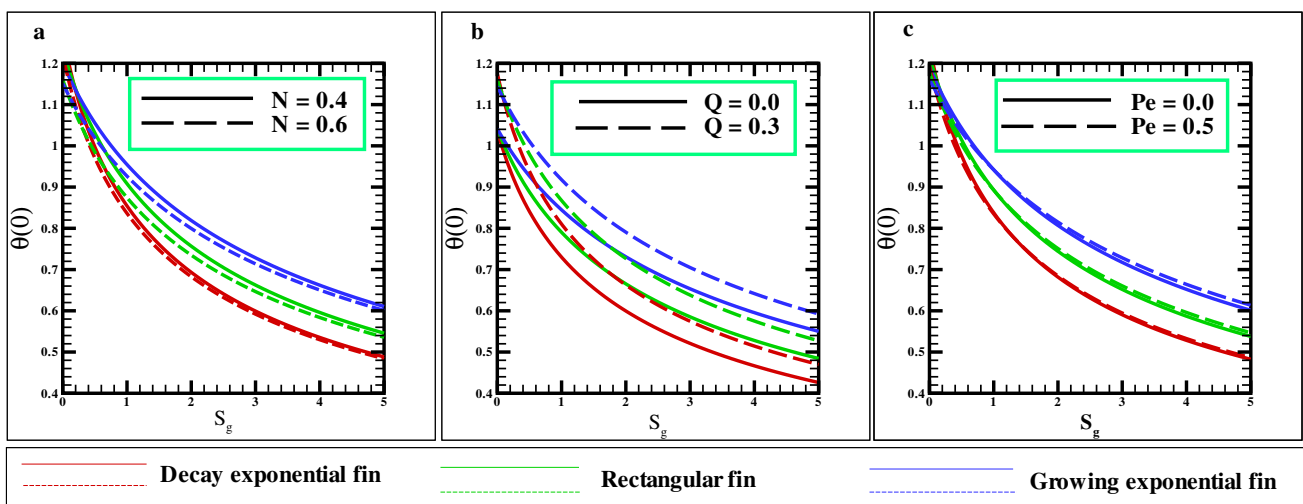 a
1.2
1.1
1
0.9
0.8
0.7
0.6
0.5
0.4
θ(0)
N = 0.4
N = 0.6
0 1 2 3 4 5
S_g
b
1.2
1.1
1
0.9
0.8
0.7
0.6
0.5
0.4
θ(0)
Q = 0.0
Q = 0.3
0 1 2 3 4 5
S_g
c
1.2
1.1
1
0.9
0.8
0.7
0.6
0.5
0.4
θ(0)
Pe = 0.0
Pe = 0.5
0 1 2 3 4 5
S_g
Decay exponential fin Rectangular fin Growing exponential fin